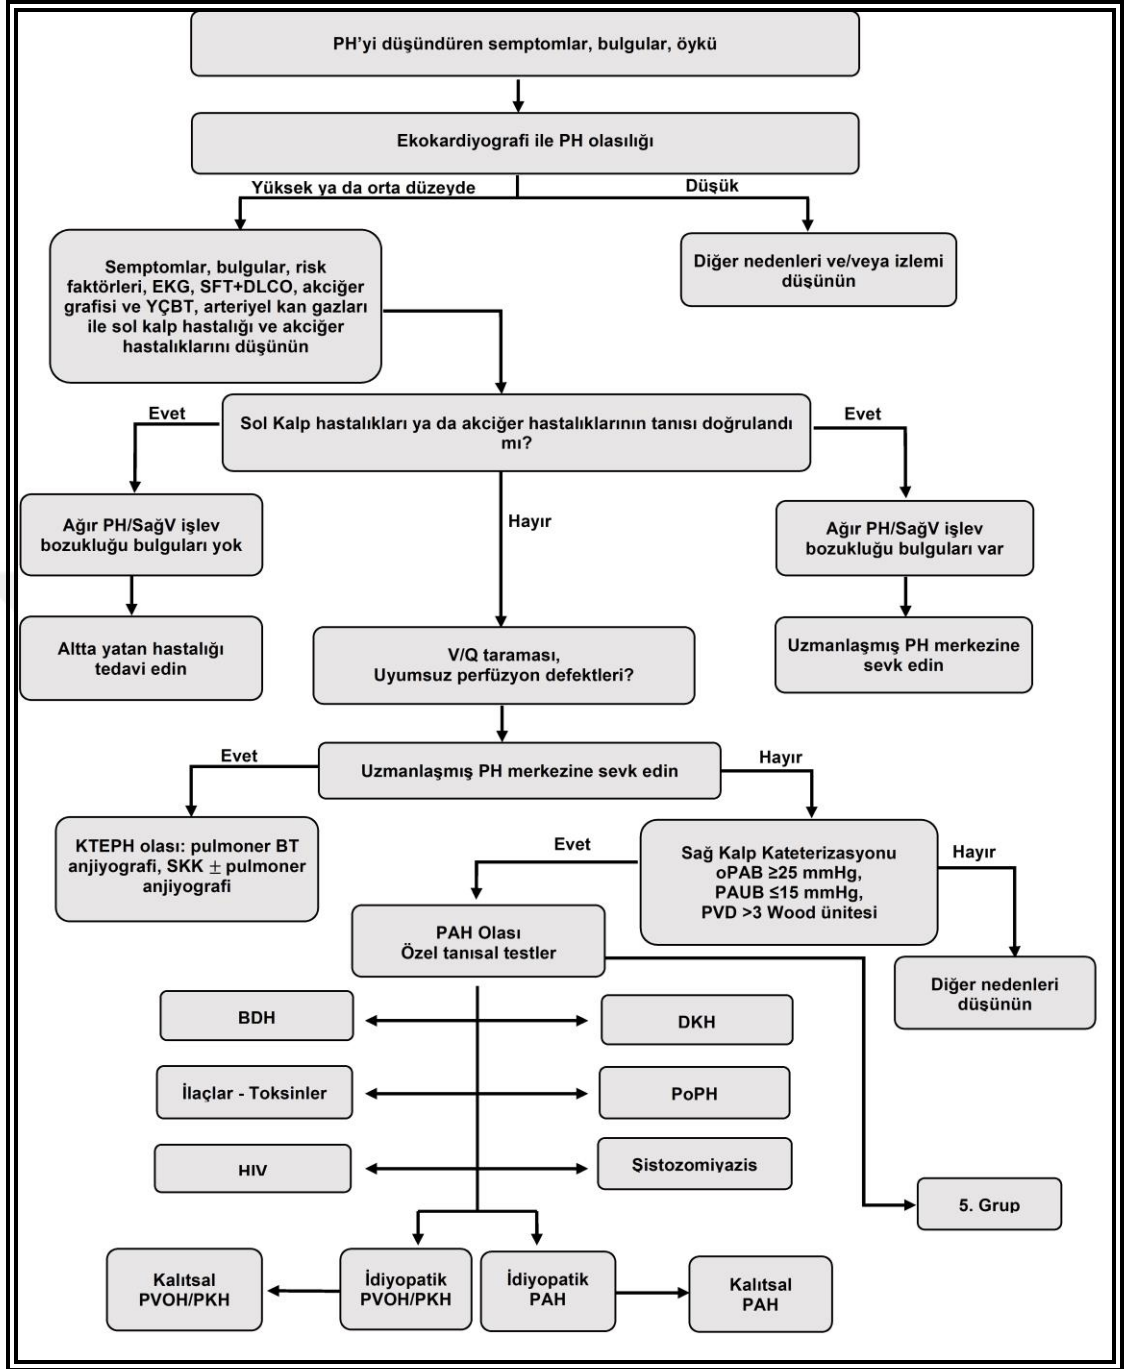 PH'yi düşündüren semptomlar, bulgular, öykü
Ekokardiyografi ile PH olasılığı
Yüksek ya da orta düzeyde
Düşük
Semptomlar, bulgular, risk
faktörleri, EKG, SFT+DLCO, akciğer
grafisi ve YÇBT, arteriyel kan gazları
ile sol kalp hastalığı ve akciğer
hastalıklarını düşünün
Diğer nedenleri ve/veya izlemi
düşünün
Evet
Sol Kalp hastalıkları ya da akciğer hastalıklarının tanısı doğrulandı
mı?
Evet
Ağır PH/SağV işlev
bozukluğu bulguları yok
Hayır
Ağır PH/SağV işlev
bozukluğu bulguları var
Altta yatan hastalığı
tedavi edin
V/Q taraması,
Uyumsuz perfüzyon defektleri?
Uzmanlaşmış PH merkezine
sevk edin
Evet
Uzmanlaşmış PH merkezine sevk edin
Hayır
KTEPH olası: pulmoner BT
anjiyografi, SKK ± pulmoner
anjiyografi
Evet
Sağ Kalp Kateterizasyonu
oPAB ≥25 mmHg,
PAUB ≤15 mmHg,
PVD >3 Wood ünitesi
Hayır
PAH Olası
Özel tanısal testler
Diğer nedenleri
düşünün
BDH
DKH
İlaçlar - Toksinler
PoPH
HIV
Şistozomiyazis
5. Grup
Kalıtsal
PVOH/PKH
İdiyopatik
PVOH/PKH
İdiyopatik
PAH
Kalıtsal
PAH